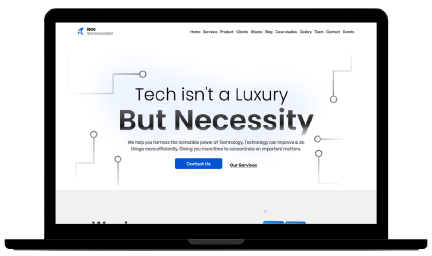 TECHNOLOGIES
Home Services Product Clients Stacks Blog Case studies Gallery Team Contact Events
Tech isn't a Luxury
But Necessity
We help you harness the incredible power of Technology. Technology can improve & do
things more efficiently, Giving you more time to concentrate on important matters.
Contact Us
Our Services